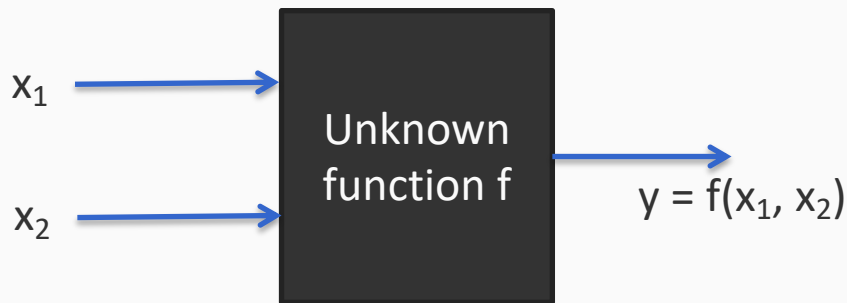 x₁
Unknown
function f
x₂
y = f(x₁, x₂)